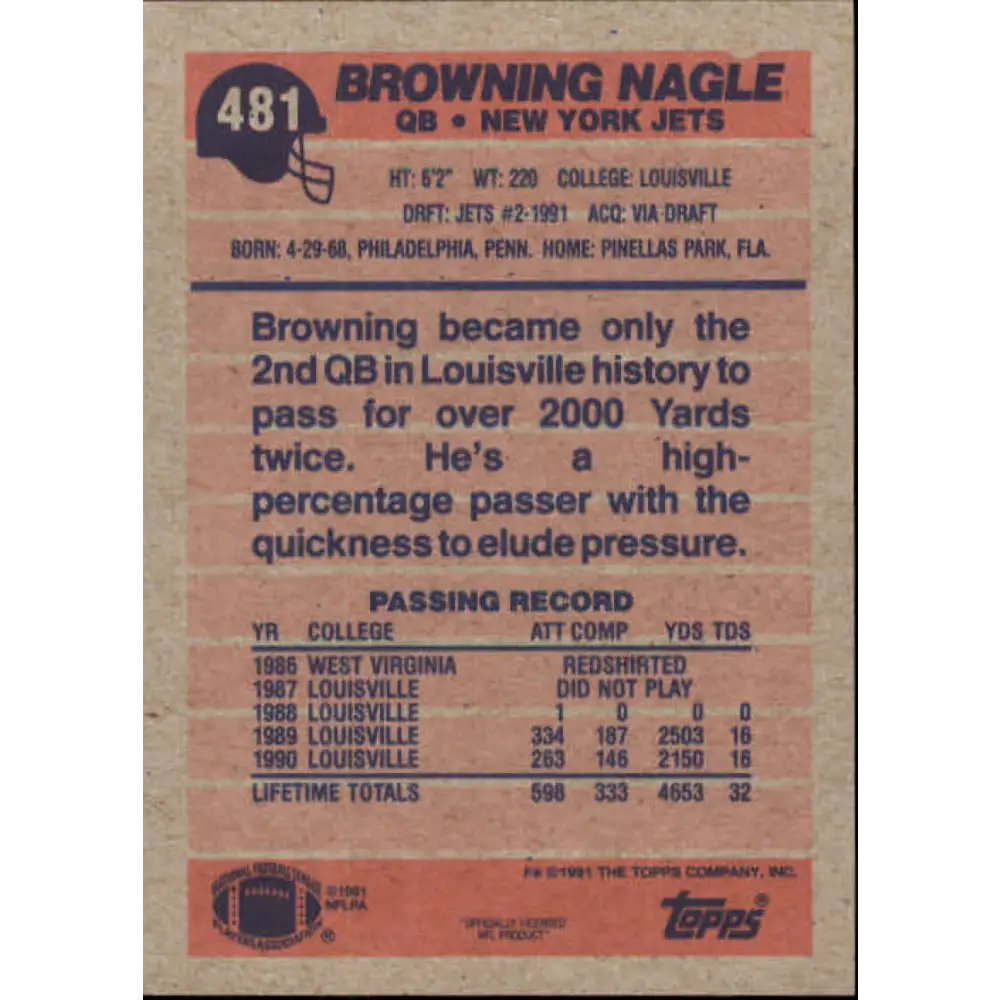 481
BROWNING NAGLE
QB • NEW YORK JETS
HT: 6'2" WT: 220 COLLEGE: LOUISVILLE
DRFT: JETS #2-1991 ACQ: VIA DRAFT
BORN: 4-29-68, PHILADELPHIA, PENN. HOME: PINELLAS PARK, FLA.
Browning became only the
2nd QB in Louisville history to
pass for over 2000 Yards
twice. He's a high-
percentage passer with the
quickness to elude pressure.
PASSING RECORD
YR COLLEGE ATT COMP YDS TDS
1986 WEST VIRGINIA REDSHIRTED
1987 LOUISVILLE DID NOT PLAY
1988 LOUISVILLE 1 0 0 0
1989 LOUISVILLE 334 187 2503 16
1990 LOUISVILLE 263 146 2150 16
LIFETIME TOTALS 598 333 4653 32
©1991 THE TOPPS COMPANY, INC.
NATIONAL FOOTBALL LEAGUE
PLAYERS ASSOCIATION ®
©1991
NFLPA
"OFFICIALLY LICENSED
NFL PRODUCT"
topps®